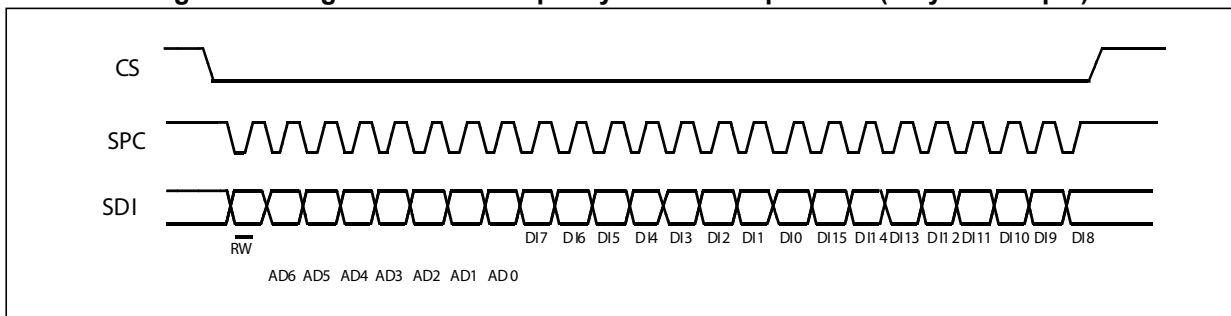 CS
SPC
SDI
RW
DI7 DI6 DI5 DI4 DI3 DI2 DI1 DI0 DI15 DI14 DI13 DI12 DI11 DI10 DI9 DI8
AD6 AD5 AD4 AD3 AD2 AD1 AD0